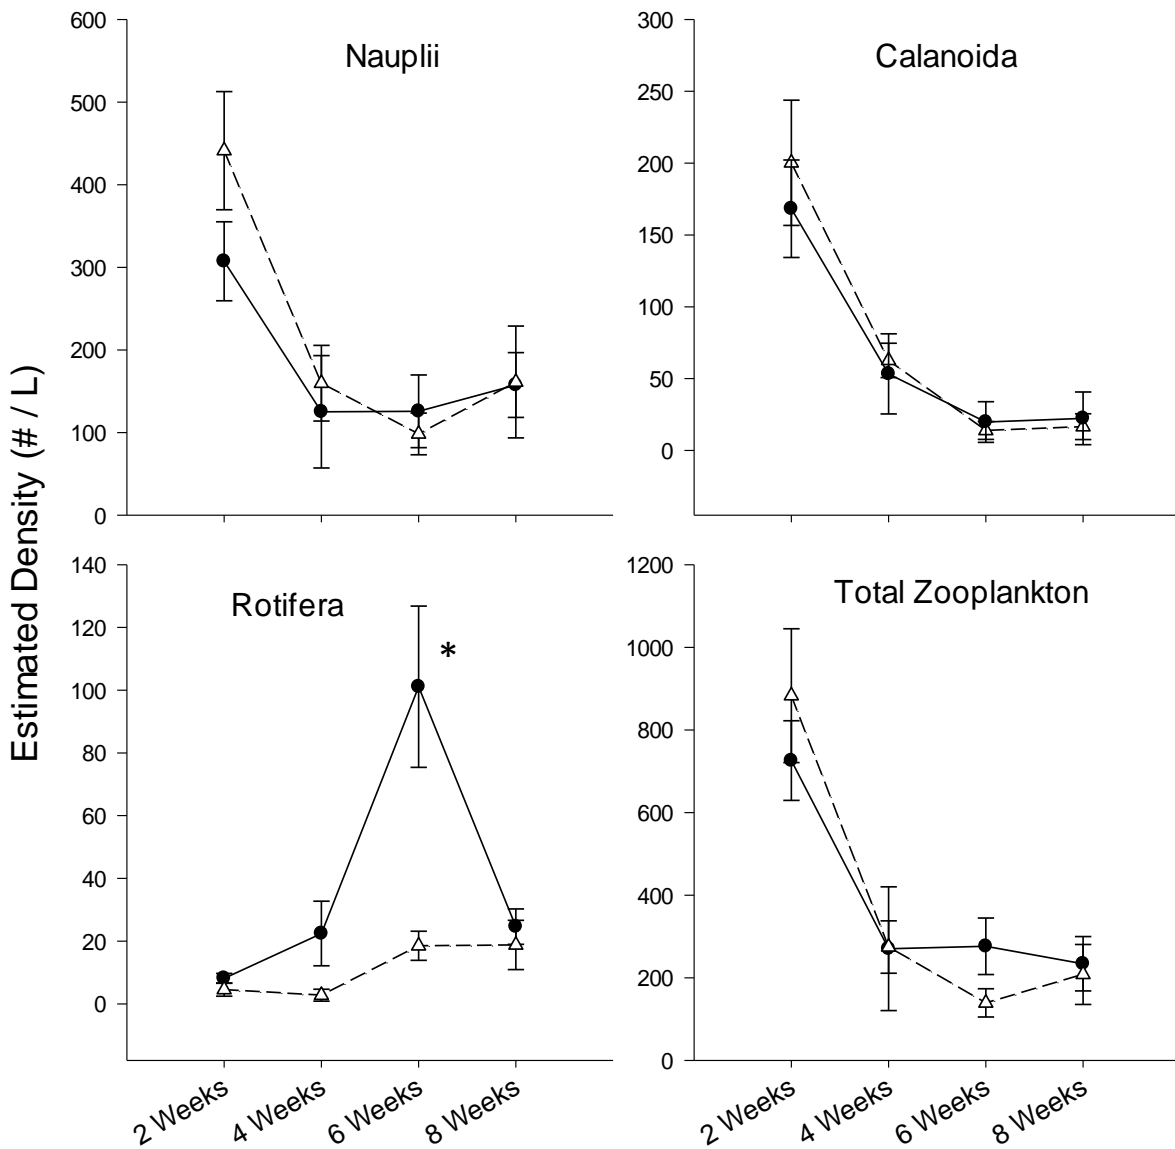 Estimated Density (# / L)
Nauplii
600
500
400
300
200
100
0
Calanoida
300
250
200
150
100
50
0
Rotifera
*
140
120
100
80
60
40
20
0
2 Weeks
4 Weeks
6 Weeks
8 Weeks
Total Zooplankton
1200
1000
800
600
400
200
0
2 Weeks
4 Weeks
6 Weeks
8 Weeks